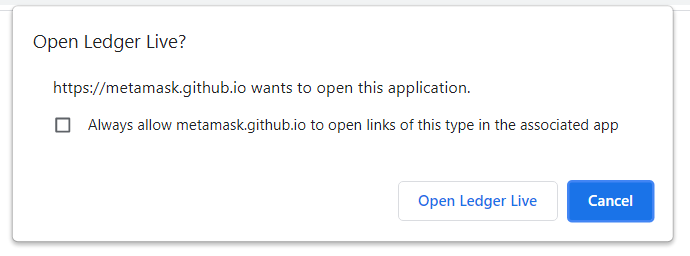 Open Ledger Live?
https://metamask.github.io wants to open this application.
Always allow metamask.github.io to open links of this type in the associated app
Open Ledger Live
Cancel